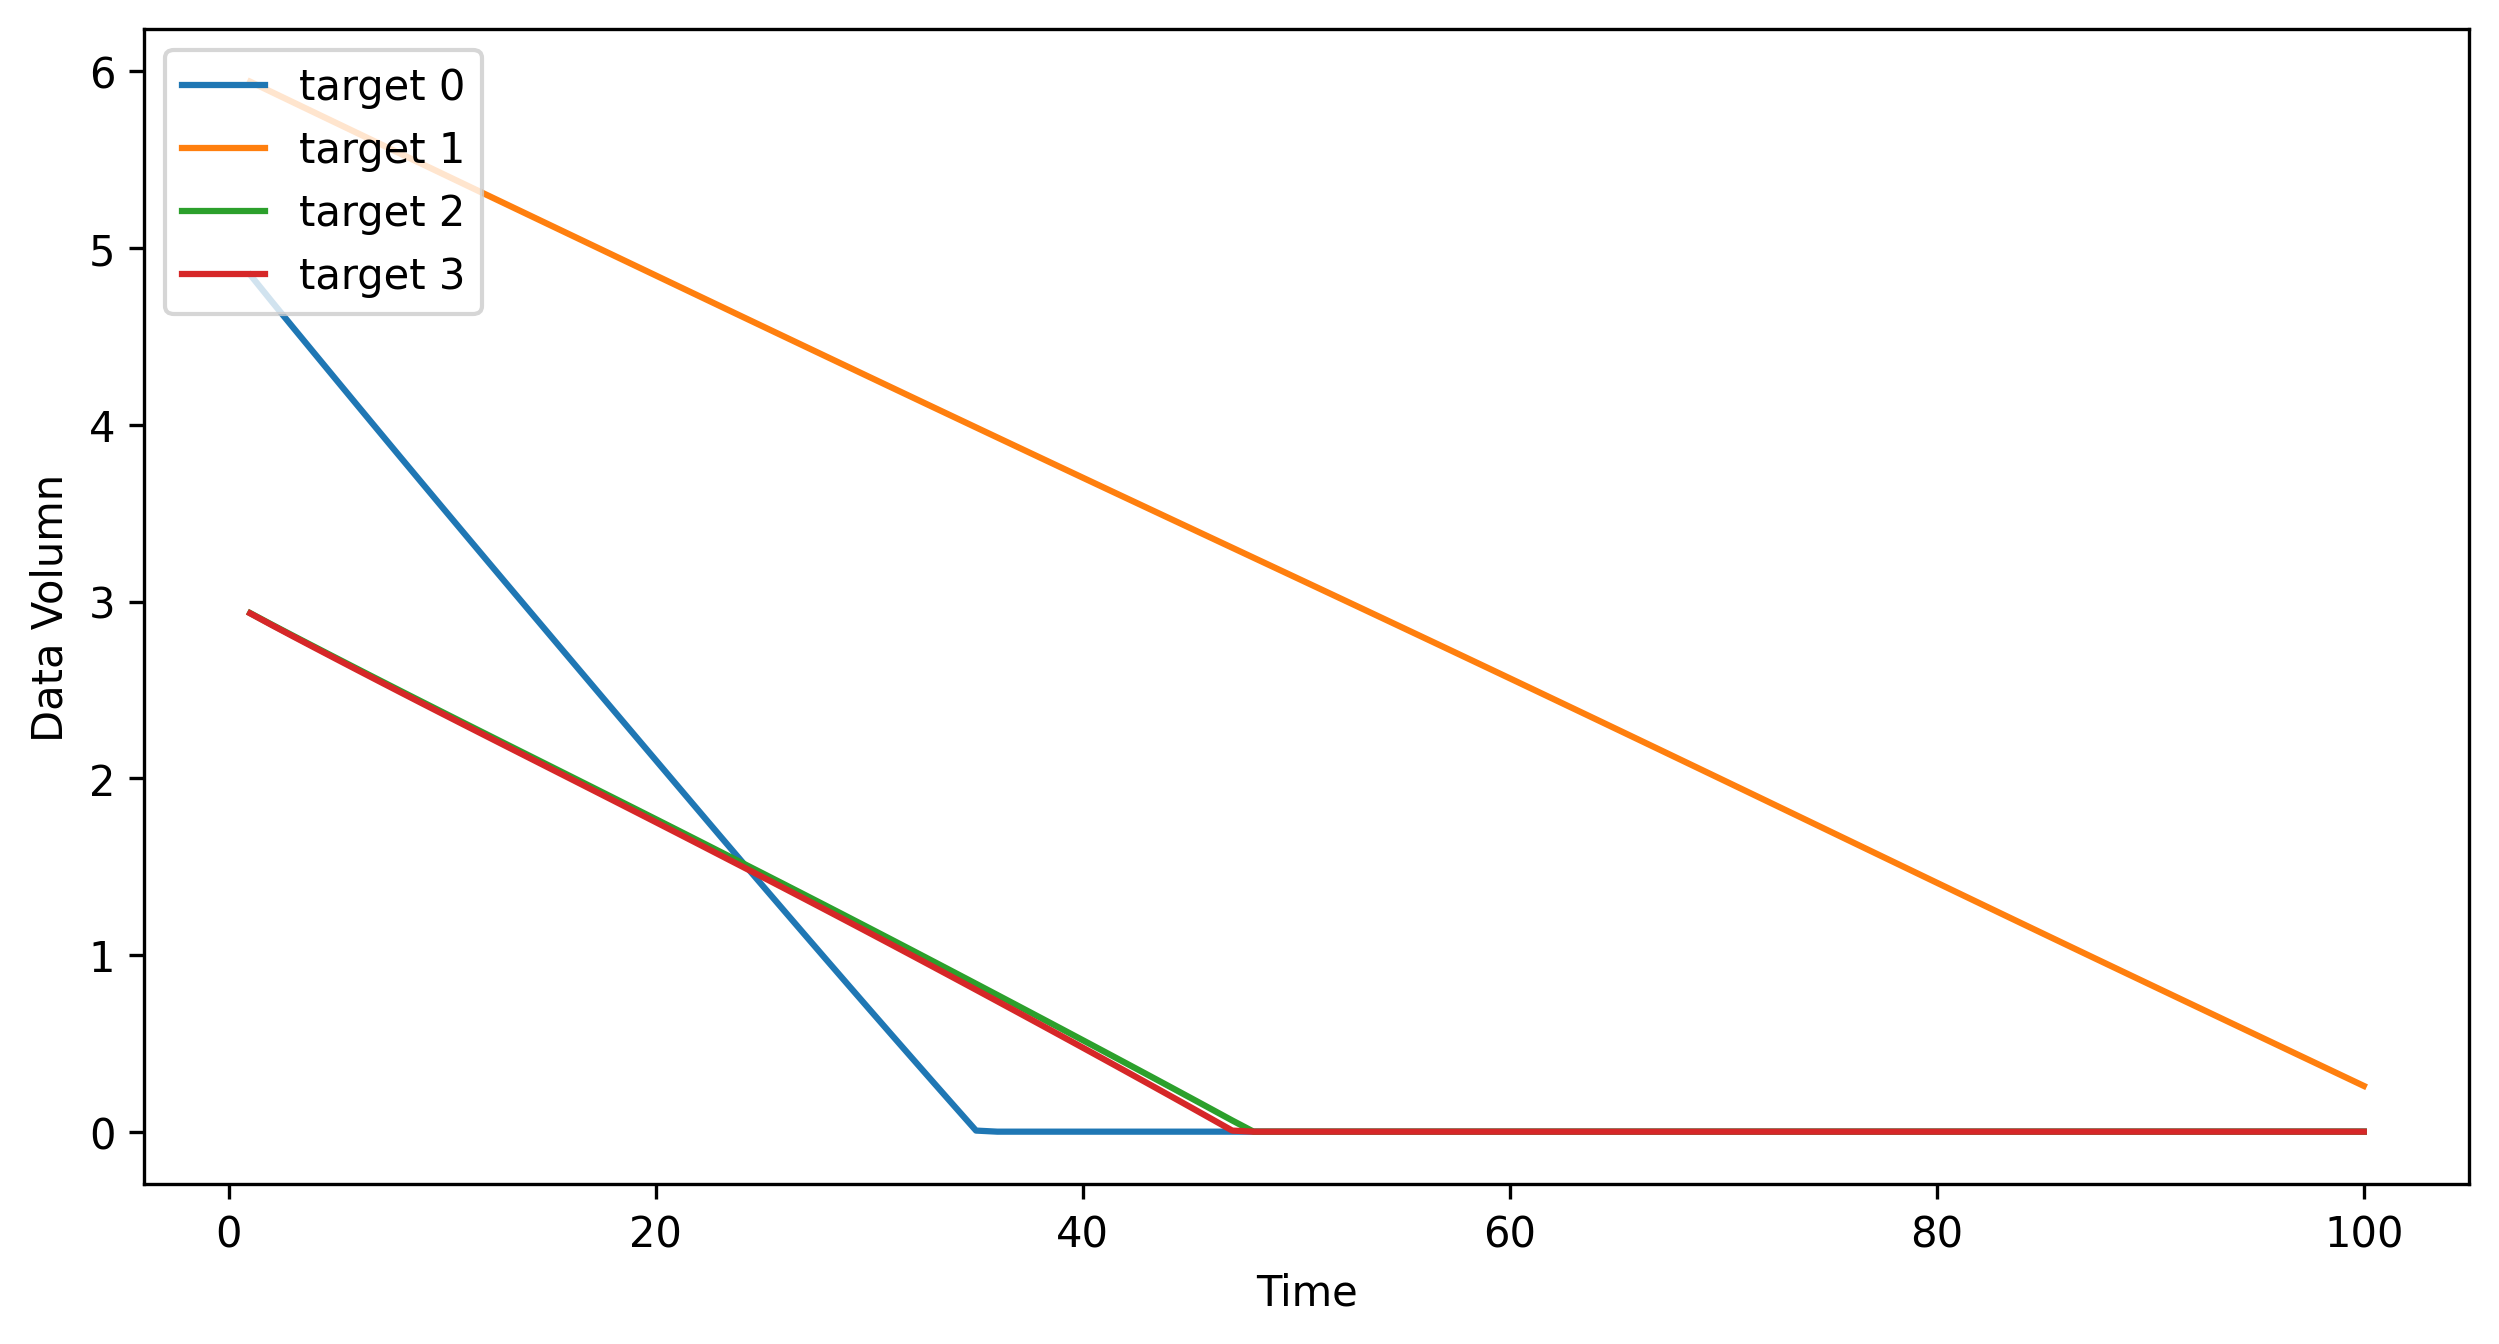 target 0
target 1
target 2
target 3
6
5
4
3
2
1
0
Data Volumn
0 20 40 60 80 100
Time